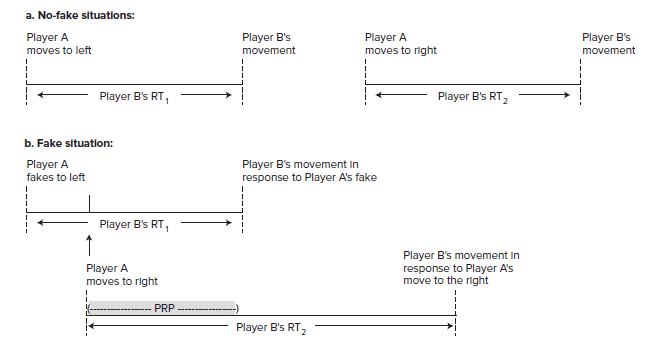 a. No-fake situations:
Player A
moves to left
Player B's
movement
Player A
moves to right
Player B's
movement
Player B's RT1
Player B's RT2
b. Fake situation:
Player A
fakes to left
Player B's movement in
response to Player A's fake
Player B's RT1
Player A
moves to right
Player B's movement in
response to Player A's
move to the right
PRP
Player B's RT2